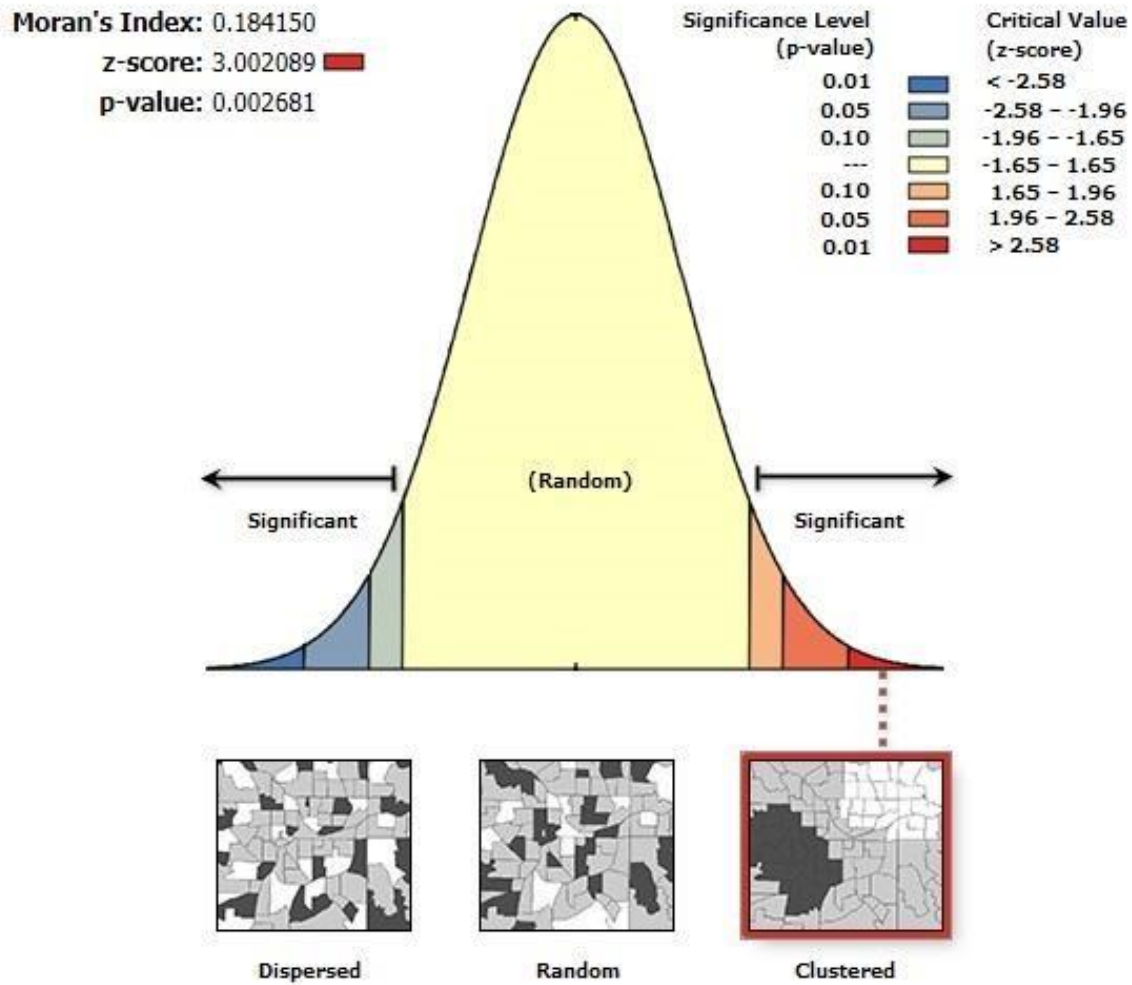 Moran's Index: 0.184150
z-score: 3.002089
p-value: 0.002681
Significance Level
(p-value)
Critical Value
(z-score)
0.01 < -2.58
0.05 -2.58 – -1.96
0.10 -1.96 – -1.65
--- -1.65 – 1.65
0.10 1.65 – 1.96
0.05 1.96 – 2.58
0.01 > 2.58
(Random)
Significant
Significant
Dispersed
Random
Clustered